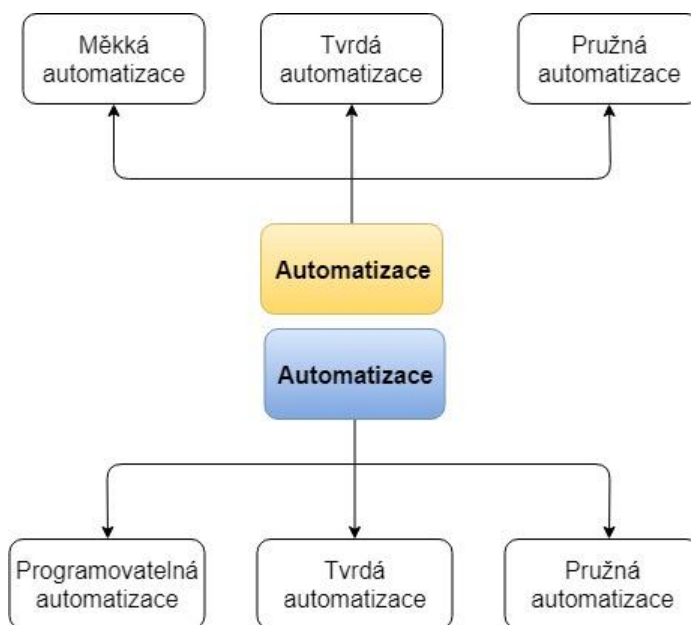 Měkká
automatizace
Tvrdá
automatizace
Pružná
automatizace
Automatizace
Automatizace
Programovatelná
automatizace
Tvrdá
automatizace
Pružná
automatizace